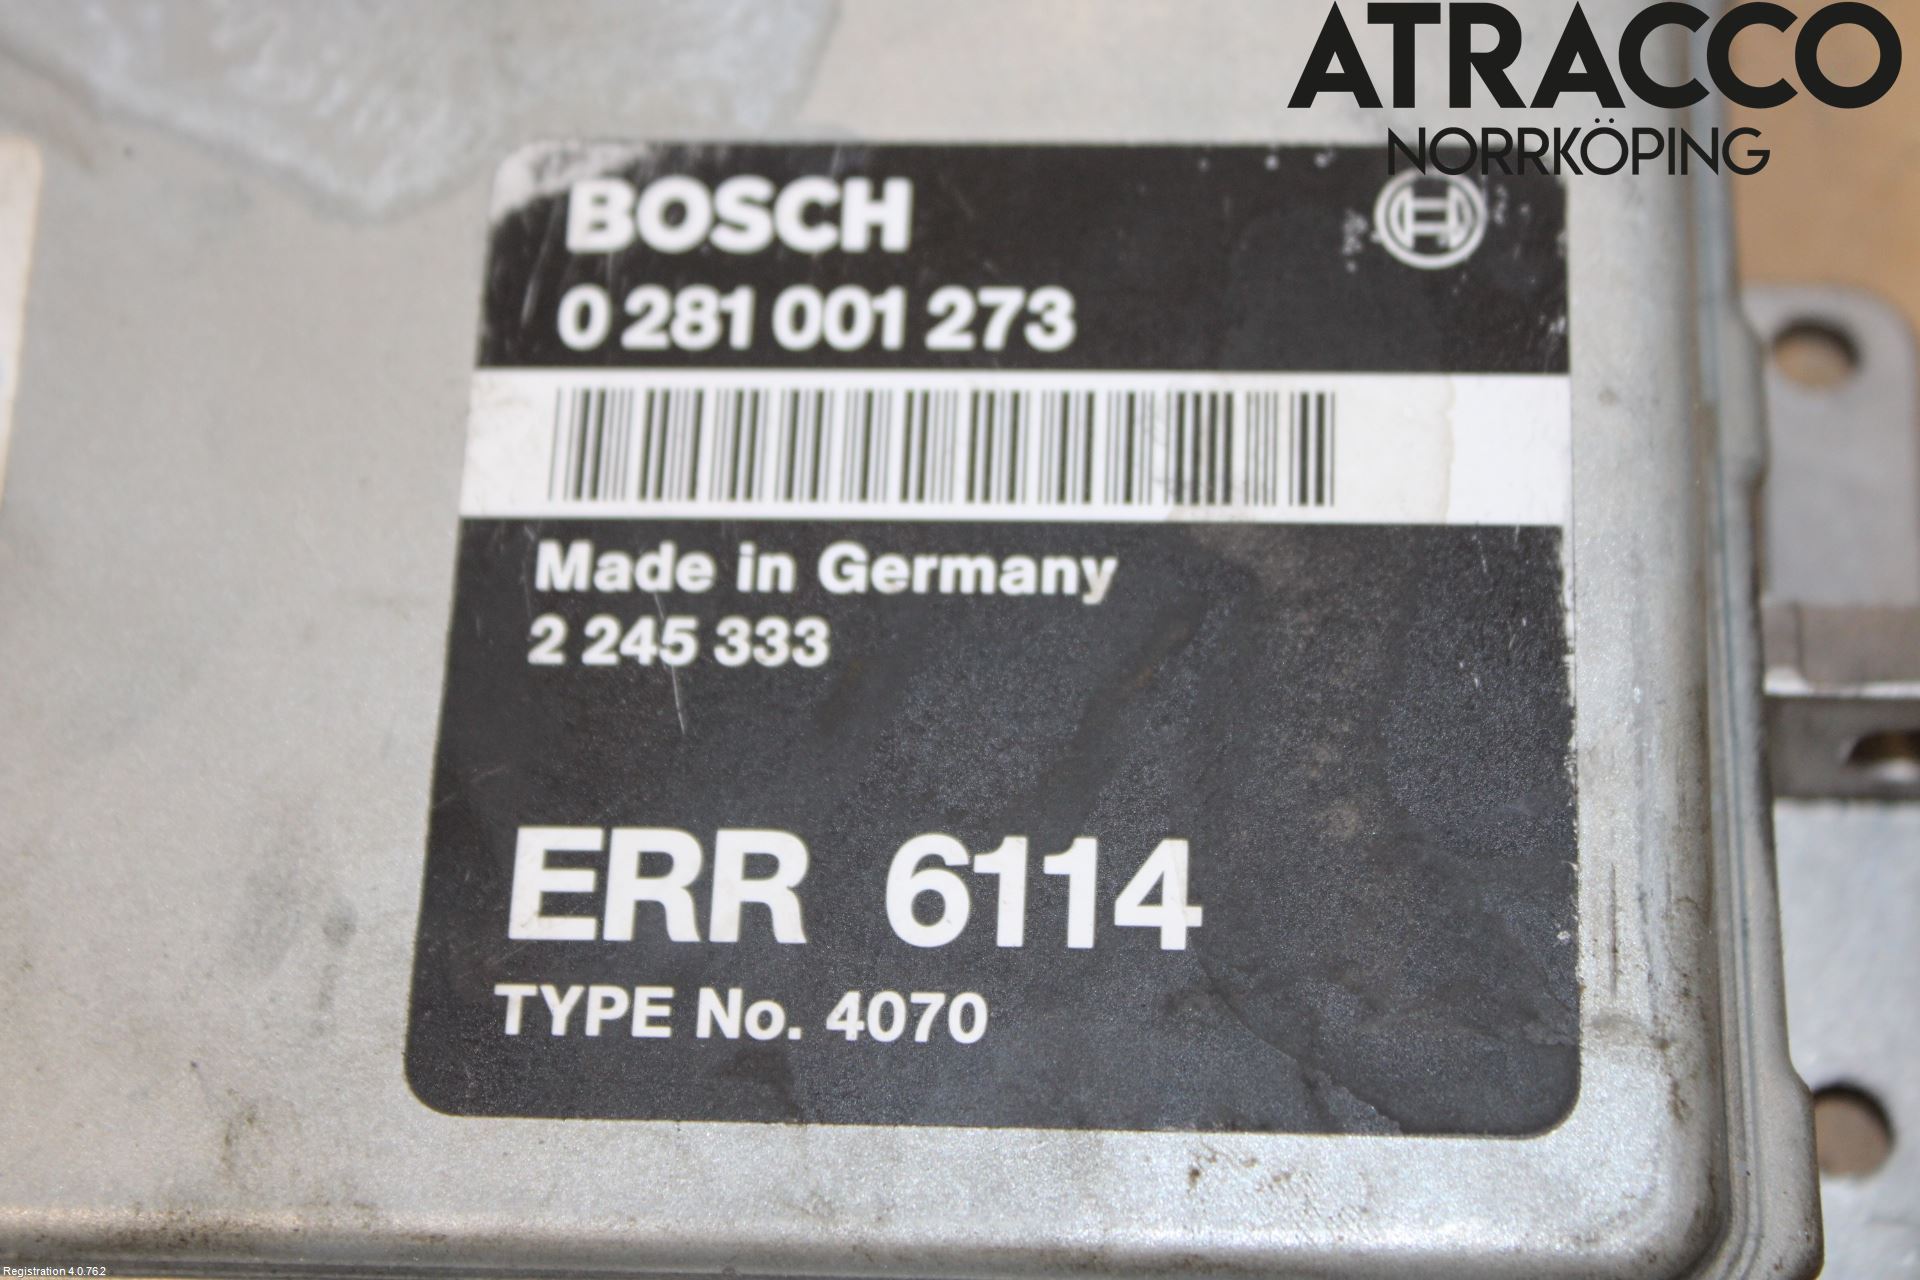 ATRACCO
NORRKÖPING
BOSCH
0 281 001 273
Made in Germany
2 245 333
ERR 6114
TYPE No. 4070
Registration 4.0.762